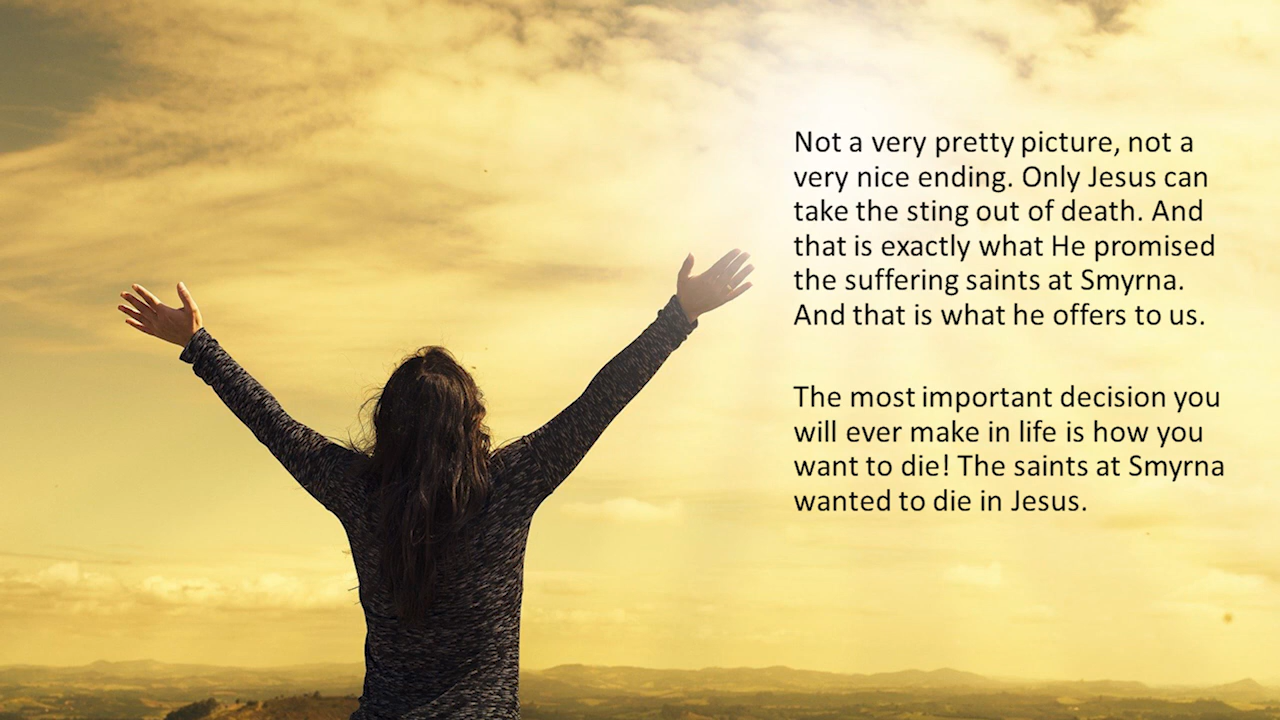 Not a very pretty picture, not a
very nice ending. Only Jesus can
take the sting out of death. And
that is exactly what He promised
the suffering saints at Smyrna.
And that is what he offers to us.
The most important decision you
will ever make in life is how you
want to die! The saints at Smyrna
wanted to die in Jesus.